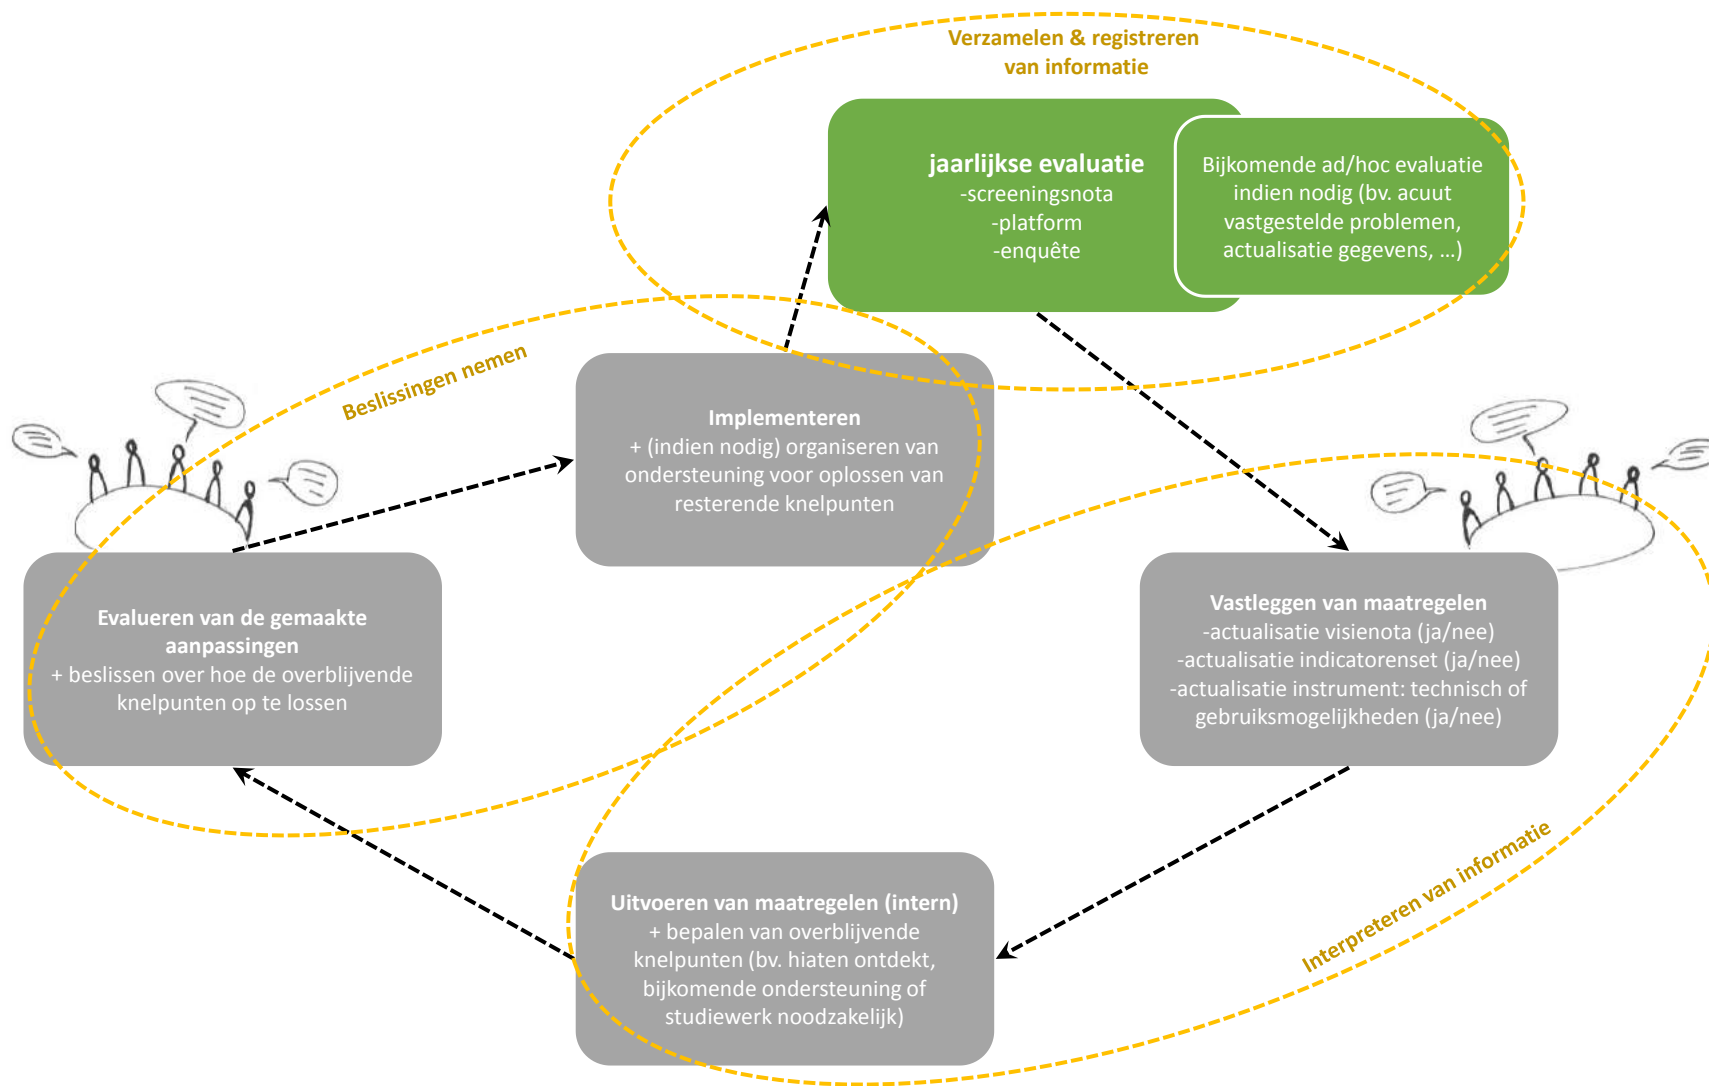 Verzamelen & registreren
van informatie
jaarlijkse evaluatie
-screeningsnota
-platform
-enquête
Bijkomende ad/hoc evaluatie
indien nodig (bv. acuut
vastgestelde problemen,
actualisatie gegevens, ...)
Beslissingen nemen
Implementeren
+ (indien nodig) organiseren van
ondersteuning voor oplossen van
resterende knelpunten
Evalueren van de gemaakte
aanpassingen
+ beslissen over hoe de overblijvende
knelpunten op te lossen
Vastleggen van maatregelen
-actualisatie visienota (ja/nee)
-actualisatie indicatorenset (ja/nee)
-actualisatie instrument: technisch of
gebruiksmogelijkheden (ja/nee)
Uitvoeren van maatregelen (intern)
+ bepalen van overblijvende
knelpunten (bv. hiaten ontdekt,
bijkomende ondersteuning of
studiewerk noodzakelijk)
Interpreteren van informatie